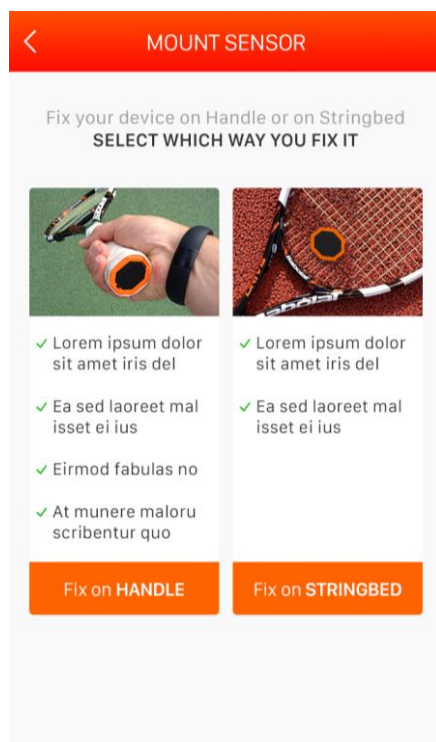 MOUNT SENSOR
Fix your device on Handle or on Stringbed
SELECT WHICH WAY YOU FIX IT
babolat
Lorem ipsum dolor
sit amet iris del
Ea sed laoreet mal
isset ei ius
Eirmod fabulas no
At munere maloru
scribentur quo
Fix on HANDLE
Lorem ipsum dolor
sit amet iris del
Ea sed laoreet mal
isset ei ius
Fix on STRINGBED